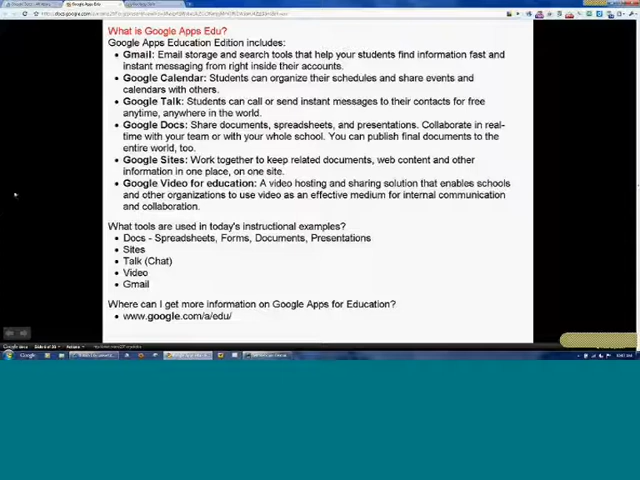 Google Apps Edu
What is Google Apps Edu?
Google Apps Education Edition includes:
• Gmail: Email storage and search tools that help your students find information fast and
instant messaging from right inside their accounts.
• Google Calendar: Students can organize their schedules and share events and
calendars with others.
• Google Talk: Students can call or send instant messages to their contacts for free
anytime, anywhere in the world.
• Google Docs: Share documents, spreadsheets, and presentations. Collaborate in real-
time with your team or with your whole school. You can publish final documents to the
entire world, too.
• Google Sites: Work together to keep related documents, web content and other
information in one place, on one site.
• Google Video for education: A video hosting and sharing solution that enables schools
and other organizations to use video as an effective medium for internal communication
and collaboration.
What tools are used in today's instructional examples?
• Docs - Spreadsheets, Forms, Documents, Presentations
• Sites
• Talk (Chat)
• Video
• Gmail
Where can I get more information on Google Apps for Education?
• www.google.com/a/edu/